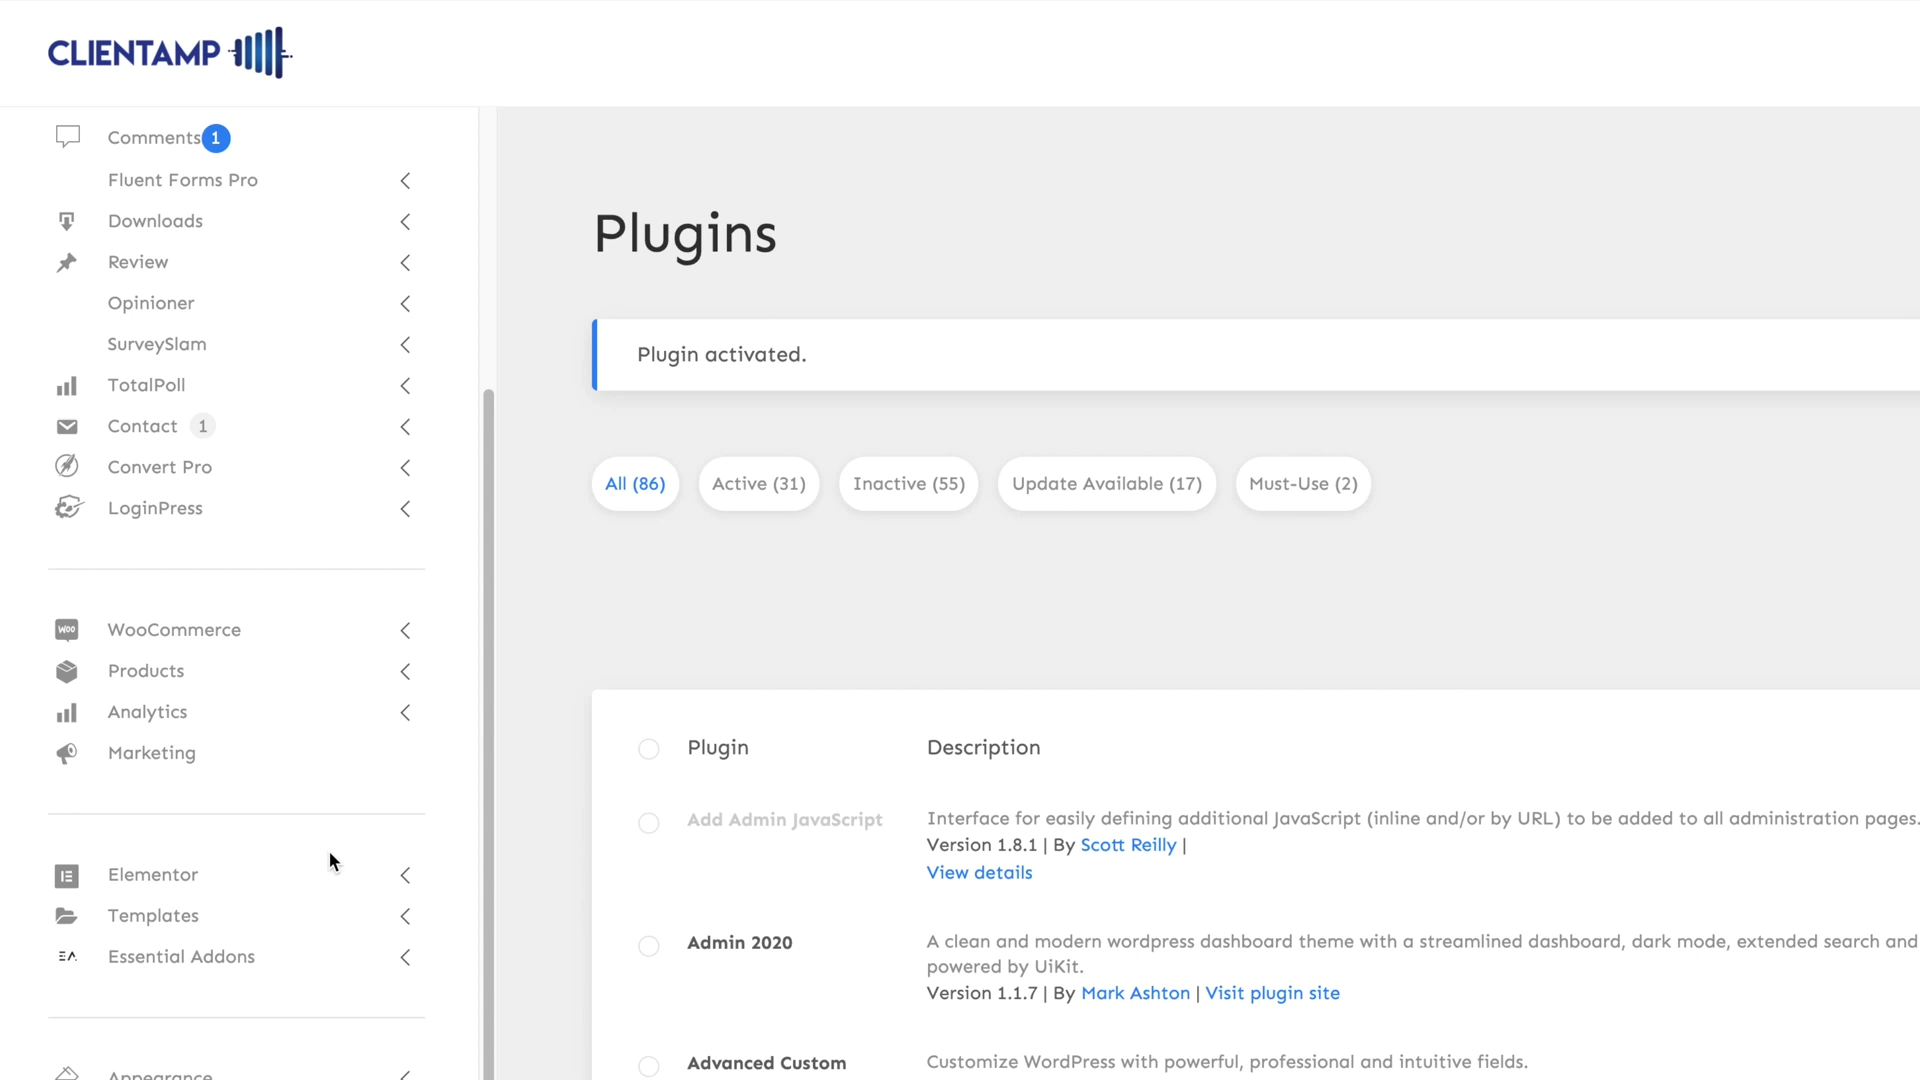 CLIENTAMP
Comments 1
Fluent Forms Pro
Downloads
Review
Opinioner
SurveySlam
TotalPoll
Contact 1
Convert Pro
LoginPress
WOO WooCommerce
Products
Analytics
Marketing
Elementor
Templates
EA Essential Addons
Appearance
Plugins
Plugin activated.
All (86) Active (31) Inactive (55) Update Available (17) Must-Use (2)
Plugin Description
Add Admin JavaScript
Interface for easily defining additional JavaScript (inline and/or by URL) to be added to all administration pages.
Version 1.8.1 | By Scott Reilly |
View details
Admin 2020
A clean and modern wordpress dashboard theme with a streamlined dashboard, dark mode, extended search and
powered by UiKit.
Version 1.1.7 | By Mark Ashton | Visit plugin site
Advanced Custom
Customize WordPress with powerful, professional and intuitive fields.